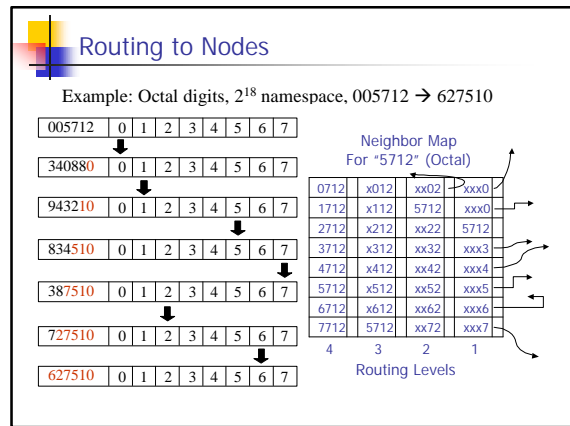 Routing to Nodes
Example: Octal digits, 2^18 namespace, 005712 → 627510
005712 0 1 2 3 4 5 6 7
340880 0 1 2 3 4 5 6 7
943210 0 1 2 3 4 5 6 7
834510 0 1 2 3 4 5 6 7
387510 0 1 2 3 4 5 6 7
727510 0 1 2 3 4 5 6 7
627510 0 1 2 3 4 5 6 7
Neighbor Map
For "5712" (Octal)
0712 x012 xx02 xxx0
1712 x112 5712 xxx0
2712 x212 xx22 5712
3712 x312 xx32 xxx3
4712 x412 xx42 xxx4
5712 x512 xx52 xxx5
6712 x612 xx62 xxx6
7712 5712 xx72 xxx7
4 3 2 1
Routing Levels